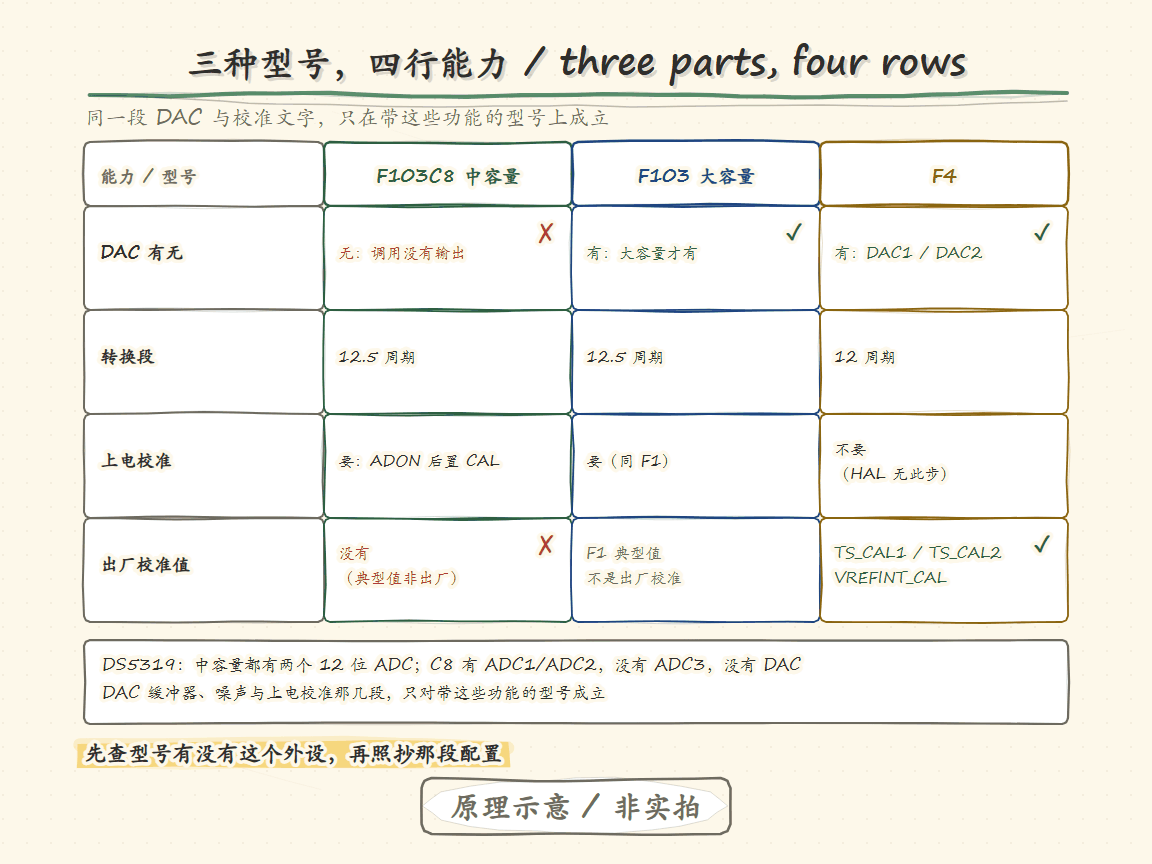 三种型号，四行能力 / three parts, four rows
同一段 DAC 与校准文字，只在带这些功能的型号上成立
能力 / 型号
F103C8 中容量
F103 大容量
F4
DAC 有无
无：调用没有输出
✗
有：大容量才有
✓
有：DAC1 / DAC2
✓
转换段
12.5 周期
12.5 周期
12 周期
上电校准
要：ADON 后置 CAL
要（同 F1）
不要
（HAL 无此步）
出厂校准值
没有
（典型值非出厂）
✗
F1 典型值
不是出厂校准
TS_CAL1 / TS_CAL2
VREFINT_CAL
✓
DS5319：中容量都有两个 12 位 ADC；C8 有 ADC1/ADC2，没有 ADC3，没有 DAC
DAC 缓冲器、噪声与上电校准那几段，只对带这些功能的型号成立
先查型号有没有这个外设，再照抄那段配置
原理示意 / 非实拍